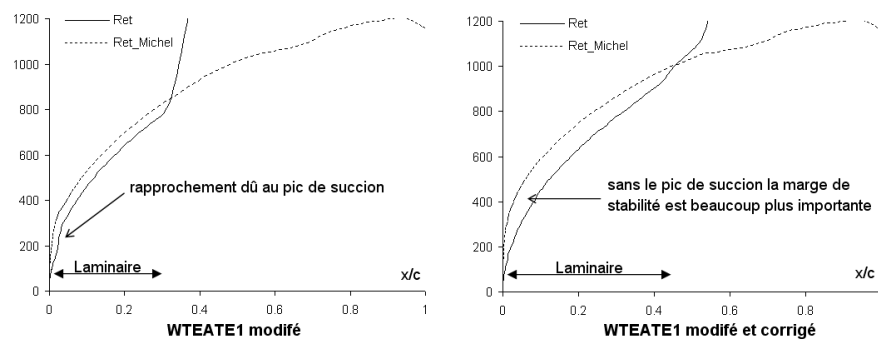 1200
1000
800
600
400
200
0
Ret
Ret_Michel
rapprochement dû au pic de succion
Laminaire
x/c
0
0.2
0.4
0.6
0.8
1
WTEATE1 modifé
1200
1000
800
600
400
200
0
Ret
Ret_Michel
sans le pic de succion la marge de
stabilité est beaucoup plus importante
Laminaire
x/c
0
0.2
0.4
0.6
0.8
WTEATE1 modifé et corrigé